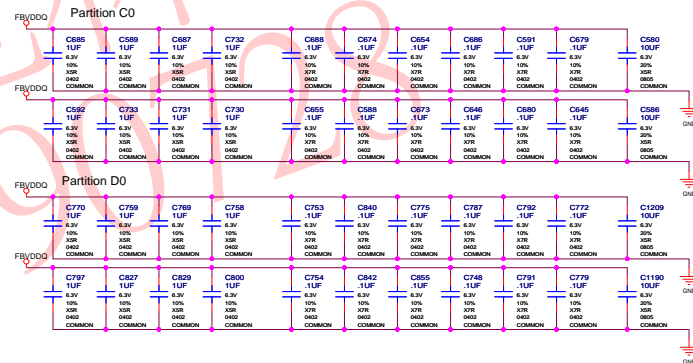 FBVDDQ Partition C0
C685 C589 C687 C732 C688 C674 C654 C686 C591 C679 C580
1UF 1UF 1UF 1UF .1UF .1UF .1UF .1UF .1UF .1UF 10UF
6.3V 6.3V 6.3V 6.3V 6.3V 6.3V 6.3V 6.3V 6.3V 6.3V 6.3V
10% 10% 10% 10% 10% 10% 10% 10% 10% 10% 20%
X5R X5R X5R X5R X7R X7R X7R X7R X7R X7R X5R
0402 0402 0402 0402 0402 0402 0402 0402 0402 0402 0805
FBVDDQ COMMON COMMON COMMON COMMON COMMON COMMON COMMON COMMON COMMON COMMON COMMON
GND
C592 C733 C731 C730 C655 C588 C673 C646 C680 C645 C586
1UF 1UF 1UF 1UF .1UF .1UF .1UF .1UF .1UF .1UF 10UF
6.3V 6.3V 6.3V 6.3V 6.3V 6.3V 6.3V 6.3V 6.3V 6.3V 6.3V
10% 10% 10% 10% 10% 10% 10% 10% 10% 10% 20%
X5R X5R X5R X5R X7R X7R X7R X7R X7R X7R X5R
0402 0402 0402 0402 0402 0402 0402 0402 0402 0402 0805
COMMON COMMON COMMON COMMON COMMON COMMON COMMON COMMON COMMON COMMON COMMON
GND
FBVDDQ Partition D0
C770 C759 C769 C758 C753 C840 C775 C787 C792 C772 C1209
1UF 1UF 1UF 1UF .1UF .1UF .1UF .1UF .1UF .1UF 10UF
6.3V 6.3V 6.3V 6.3V 6.3V 6.3V 6.3V 6.3V 6.3V 6.3V 6.3V
10% 10% 10% 10% 10% 10% 10% 10% 10% 10% 20%
X5R X5R X5R X5R X7R X7R X7R X7R X7R X7R X5R
0402 0402 0402 0402 0402 0402 0402 0402 0402 0402 0805
FBVDDQ COMMON COMMON COMMON COMMON COMMON COMMON COMMON COMMON COMMON COMMON COMMON
GND
C797 C827 C829 C800 C754 C842 C855 C748 C791 C779 C1190
1UF 1UF 1UF 1UF .1UF .1UF .1UF .1UF .1UF .1UF 10UF
6.3V 6.3V 6.3V 6.3V 6.3V 6.3V 6.3V 6.3V 6.3V 6.3V 6.3V
10% 10% 10% 10% 10% 10% 10% 10% 10% 10% 20%
X5R X5R X5R X5R X7R X7R X7R X7R X7R X7R X5R
0402 0402 0402 0402 0402 0402 0402 0402 0402 0402 0805
COMMON COMMON COMMON COMMON COMMON COMMON COMMON COMMON COMMON COMMON COMMON
GND